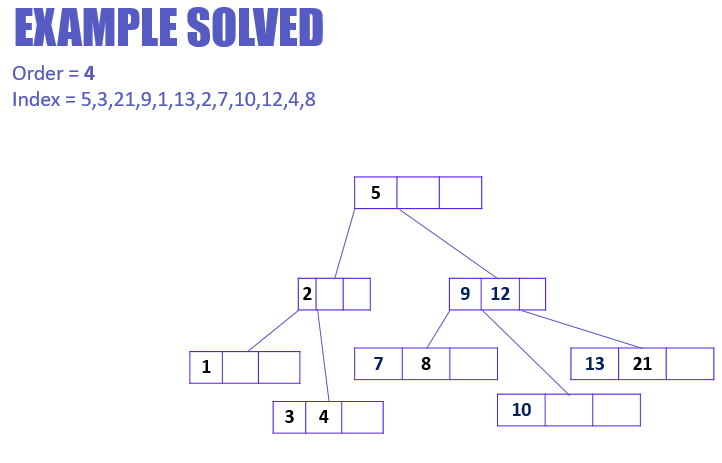 EXAMPLE SOLVED
Order = 4
Index = 5,3,21,9,1,13,2,7,10,12,4,8
5
2
9 12
1
7 8
13 21
3 4
10